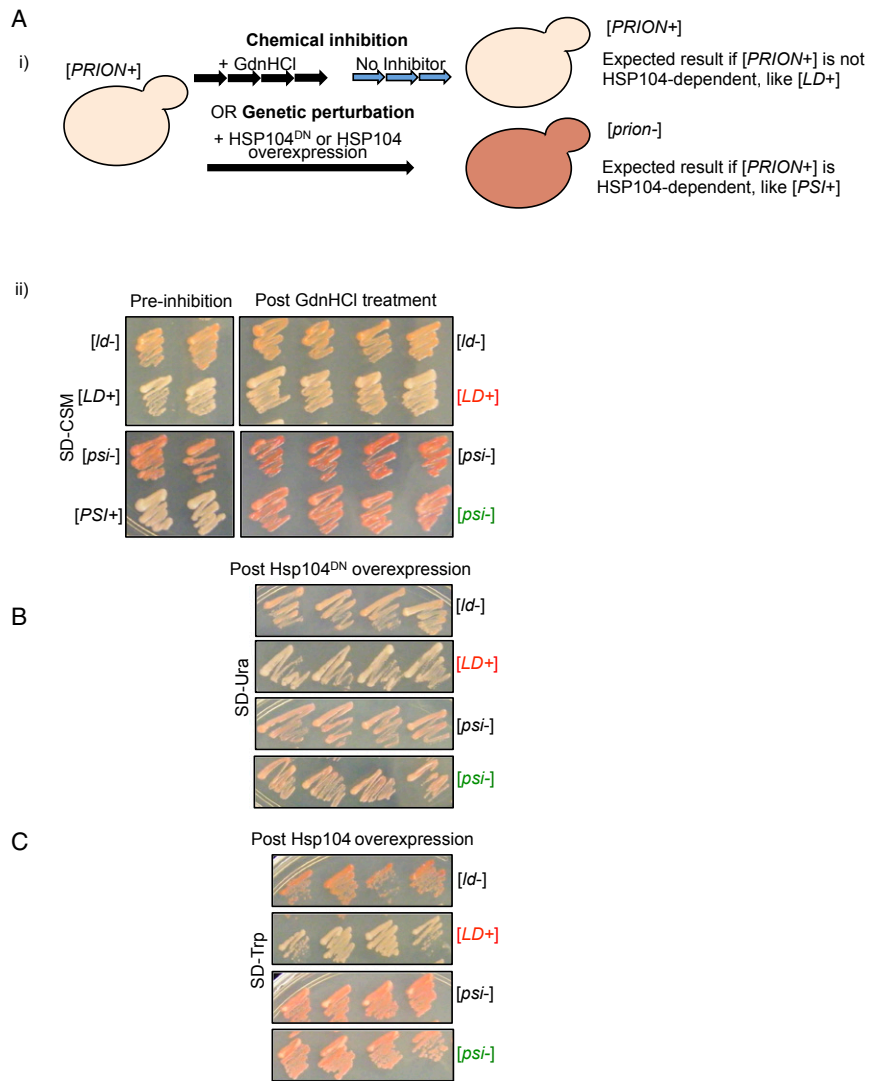 A
i)
[PRION+]
Chemical inhibition
+ GdnHCl
No Inhibitor
OR Genetic perturbation
+ HSP104DN or HSP104
overexpression
[PRION+]
Expected result if [PRION+] is not
HSP104-dependent, like [LD+]
[prion-]
Expected result if [PRION+] is
HSP104-dependent, like [PSI+]
ii)
Pre-inhibition
Post GdnHCl treatment
SD-CSM
[ld-]
[ld-]
[LD+]
[LD+]
[psi-]
[psi-]
[PSI+]
[psi-]
B
Post Hsp104DN overexpression
SD-Ura
[ld-]
[LD+]
[psi-]
[psi-]
C
Post Hsp104 overexpression
SD-Trp
[ld-]
[LD+]
[psi-]
[psi-]